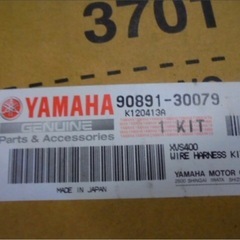 3701
YAMAHA
GENUINE
Parts & Accessories
90891-30079
K120413A
1 KIT
XVS400
WIRE HARNESS KI
MADE IN JAPAN
YAMAHA MOTOR